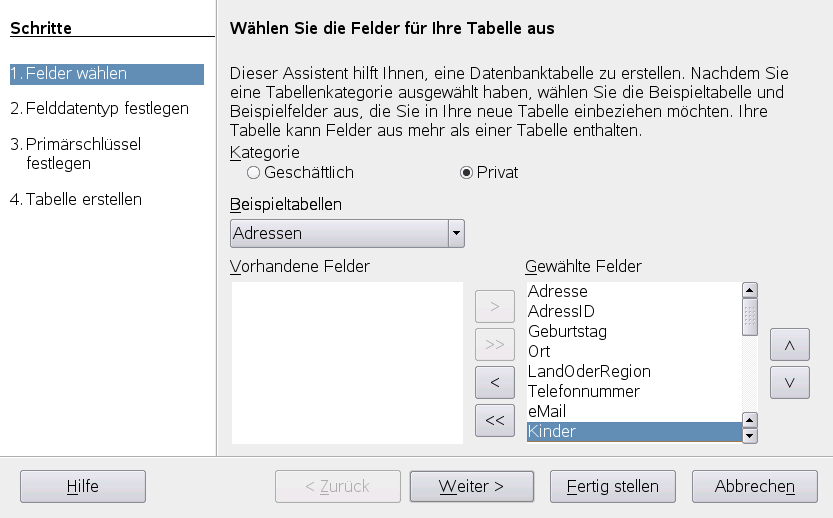 Schritte
1. Felder wählen
2. Felddatentyp festlegen
3. Primärschlüssel
festlegen
4. Tabelle erstellen
Wählen Sie die Felder für Ihre Tabelle aus
Dieser Assistent hilft Ihnen, eine Datenbanktabelle zu erstellen. Nachdem Sie
eine Tabellenkategorie ausgewählt haben, wählen Sie die Beispieltabelle und
Beispielfelder aus, die Sie in Ihre neue Tabelle einbeziehen möchten. Ihre
Tabelle kann Felder aus mehr als einer Tabelle enthalten.
Kategorie
Geschäftlich Privat
Beispieltabellen
Adressen
Vorhandene Felder
>
>>
<
<<
Gewählte Felder
Adresse
AdressID
Geburtstag
Ort
LandOderRegion
Telefonnummer
eMail
Kinder
^
v
Hilfe < Zurück Weiter > Fertig stellen Abbrechen